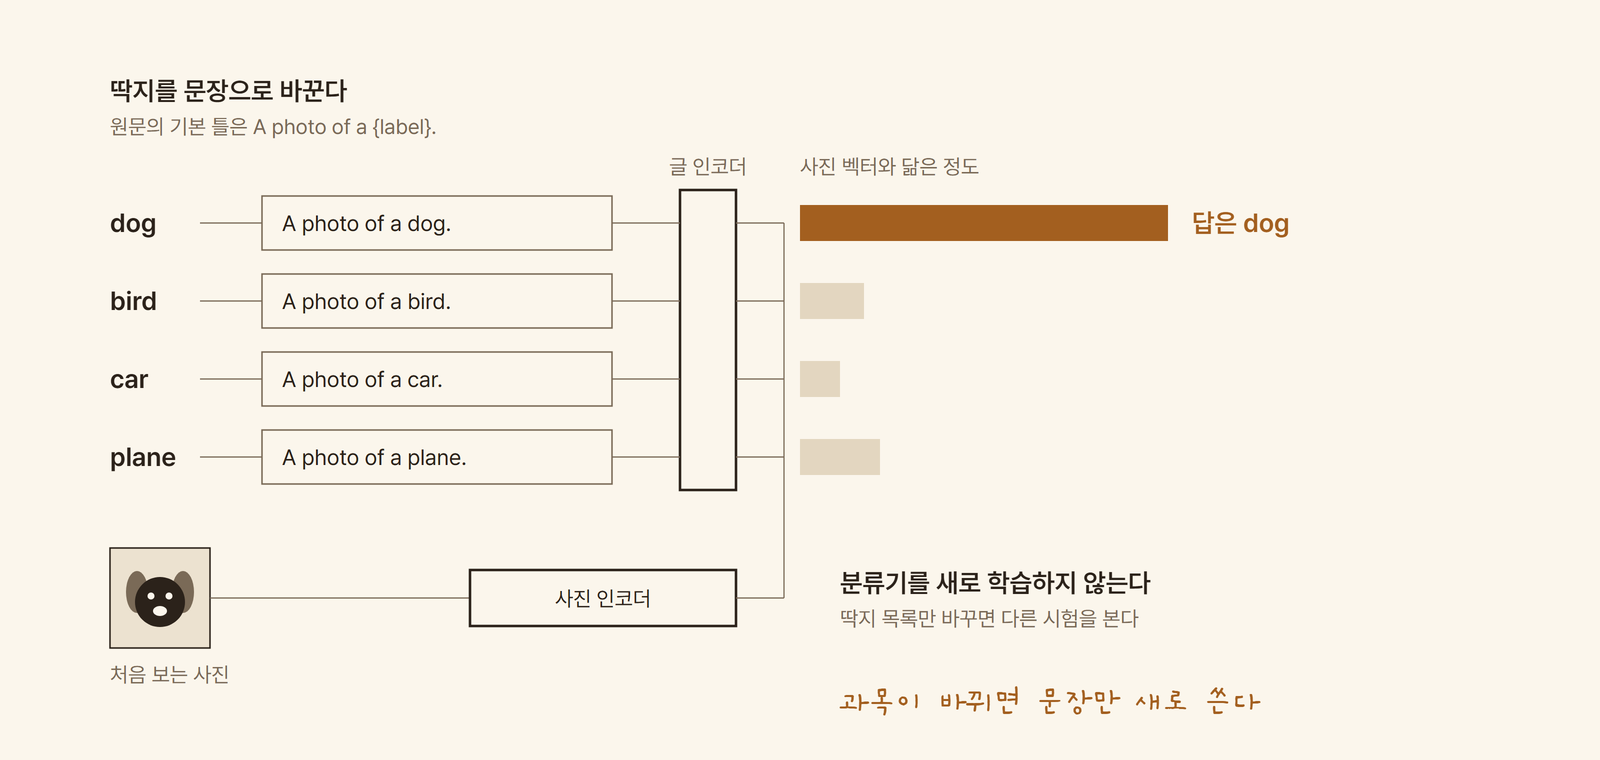 딱지를 문장으로 바꾼다
원문의 기본 틀은 A photo of a {label}.
글 인코더
사진 벡터와 닮은 정도
dog
A photo of a dog.
답은 dog
bird
A photo of a bird.
car
A photo of a car.
plane
A photo of a plane.
사진 인코더
처음 보는 사진
분류기를 새로 학습하지 않는다
딱지 목록만 바꾸면 다른 시험을 본다
과목이 바뀌면 문장만 새로 쓴다